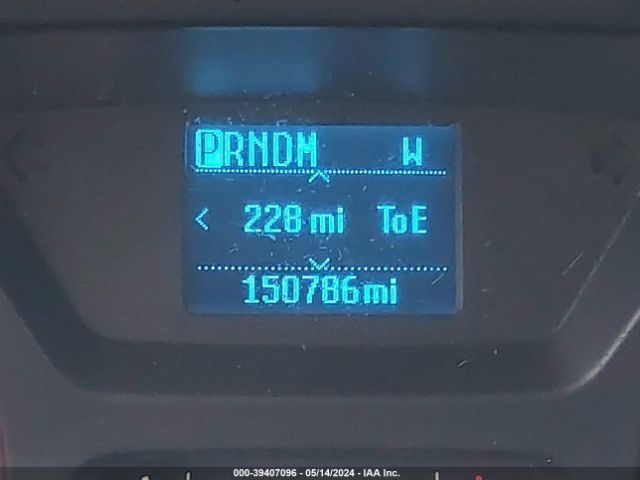 PRNDM W
< 228 mi ToE
150786mi
000-39407096 - 05/14/2024 - IAA Inc.